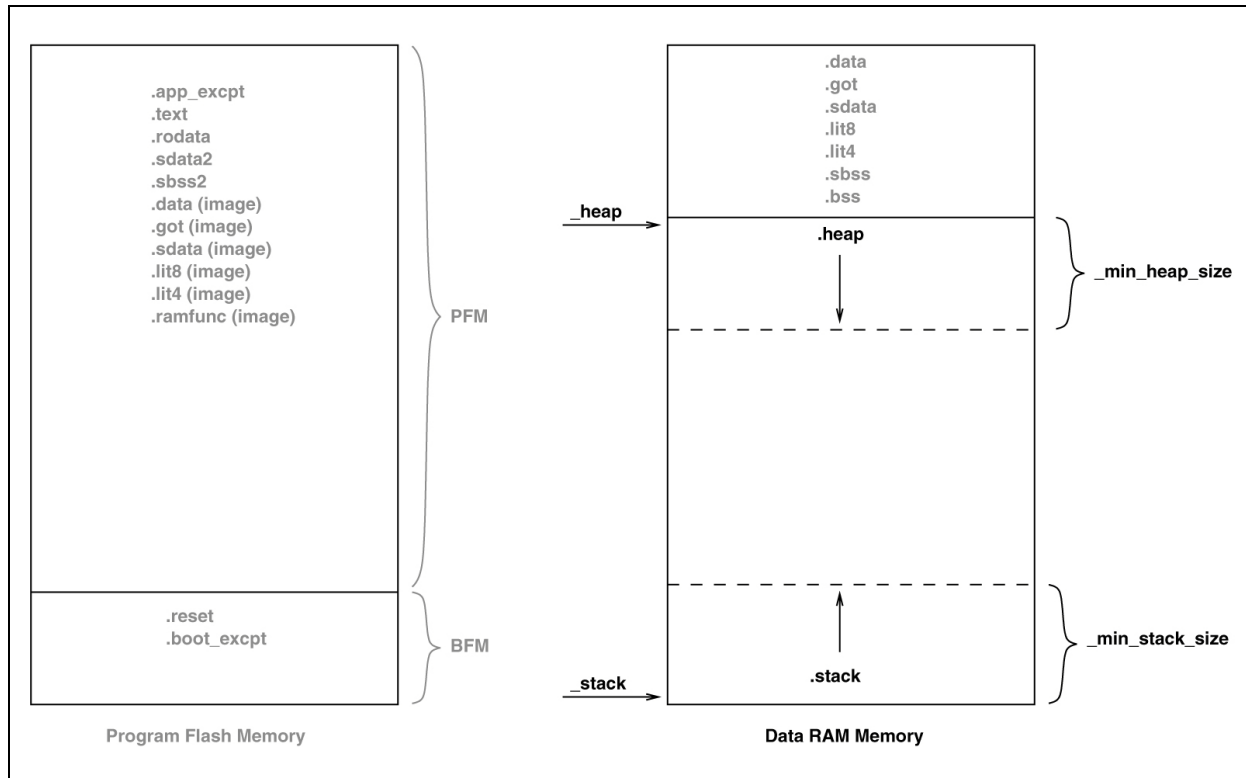 .app_excpt
.text
.rodata
.sdata2
.sbss2
.data (image)
.got (image)
.sdata (image)
.lit8 (image)
.lit4 (image)
.ramfunc (image)
PFM
.reset
.boot_excpt
BFM
Program Flash Memory
.data
.got
.sdata
.lit8
.lit4
.sbss
.bss
_heap
.heap
_min_heap_size
_min_stack_size
.stack
_stack
Data RAM Memory